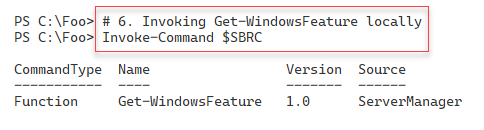 PS C:\Foo> # 6. Invoking Get-WindowsFeature locally
PS C:\Foo> Invoke-Command $SBRC
CommandType Name Version Source
----------- ---- ------- ------
Function Get-WindowsFeature 1.0 ServerManager